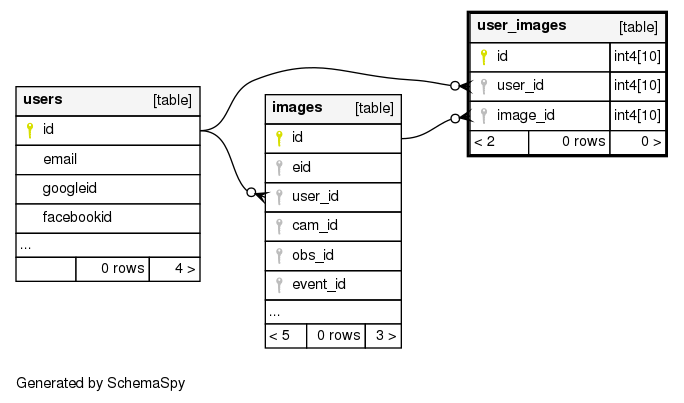 user_images [table]
id int4[10]
user_id int4[10]
image_id int4[10]
< 2 0 rows 0 >
users [table]
id
email
googleid
facebookid
...
0 rows 4 >
images [table]
id
eid
user_id
cam_id
obs_id
event_id
...
< 5 0 rows 3 >
Generated by SchemaSpy